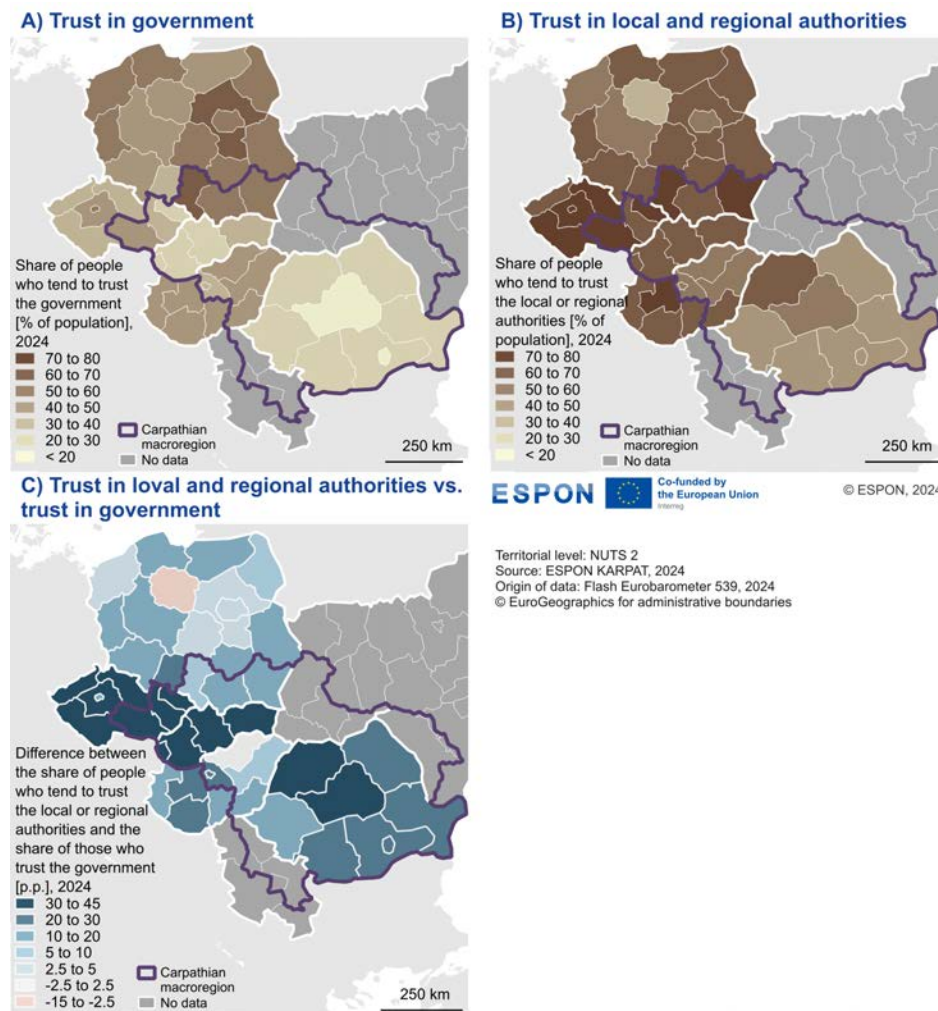 A) Trust in government
Share of people
who tend to trust
the government
[% of population],
2024
70 to 80
60 to 70
50 to 60
40 to 50
30 to 40
20 to 30
< 20
Carpathian
macroregion
No data
250 km
B) Trust in local and regional authorities
Share of people
who tend to trust
the local or regional
authorities [% of
population], 2024
70 to 80
60 to 70
50 to 60
40 to 50
30 to 40
20 to 30
< 20
Carpathian
macroregion
No data
250 km
C) Trust in loval and regional authorities vs.
trust in government
Difference between
the share of people
who tend to trust
the local or regional
authorities and the
share of those who
trust the government
[p.p.], 2024
30 to 45
20 to 30
10 to 20
5 to 10
2.5 to 5
-2.5 to 2.5
-15 to -2.5
Carpathian
macroregion
No data
250 km
ESPON
Co-funded by
the European Union
Interreg
© ESPON, 2024
Territorial level: NUTS 2
Source: ESPON KARPAT, 2024
Origin of data: Flash Eurobarometer 539, 2024
© EuroGeographics for administrative boundaries